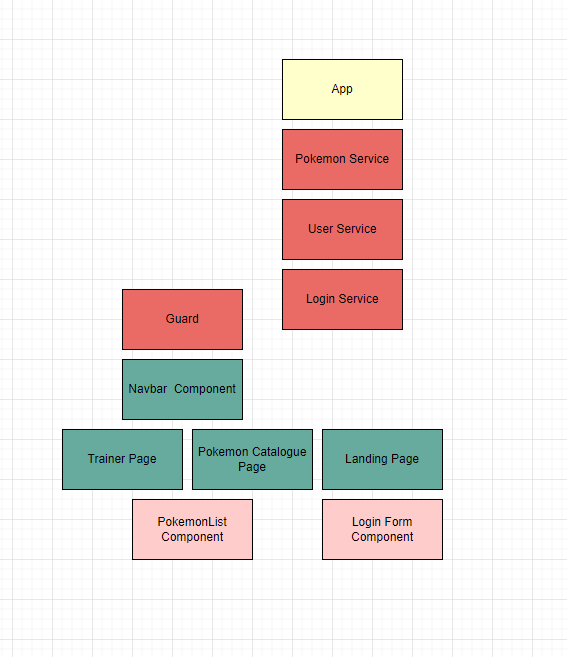 App
Pokemon Service
User Service
Login Service
Guard
Navbar  Component
Trainer Page
Pokemon Catalogue
Page
Landing Page
PokemonList
Component
Login Form
Component